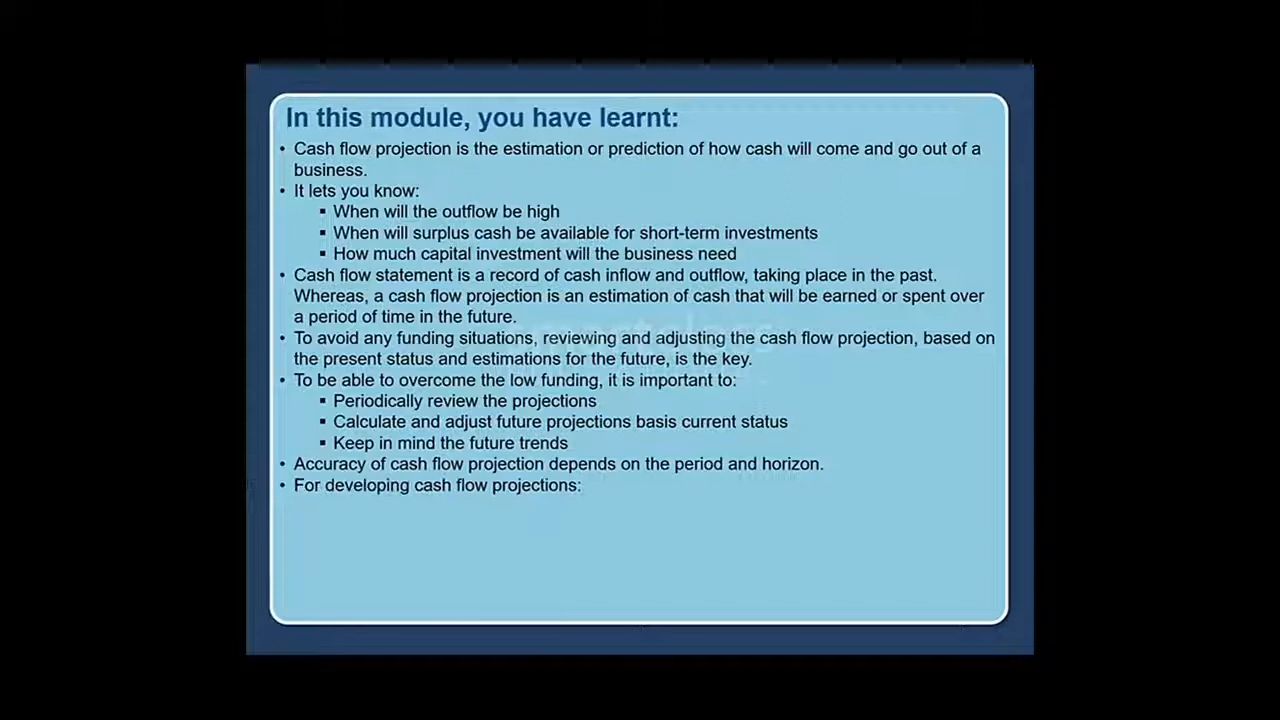 In this module, you have learnt:
• Cash flow projection is the estimation or prediction of how cash will come and go out of a
business.
• It lets you know:
▪ When will the outflow be high
▪ When will surplus cash be available for short-term investments
▪ How much capital investment will the business need
• Cash flow statement is a record of cash inflow and outflow, taking place in the past.
Whereas, a cash flow projection is an estimation of cash that will be earned or spent over
a period of time in the future.
• To avoid any funding situations, reviewing and adjusting the cash flow projection, based on
the present status and estimations for the future, is the key.
• To be able to overcome the low funding, it is important to:
▪ Periodically review the projections
▪ Calculate and adjust future projections basis current status
▪ Keep in mind the future trends
• Accuracy of cash flow projection depends on the period and horizon.
• For developing cash flow projections: